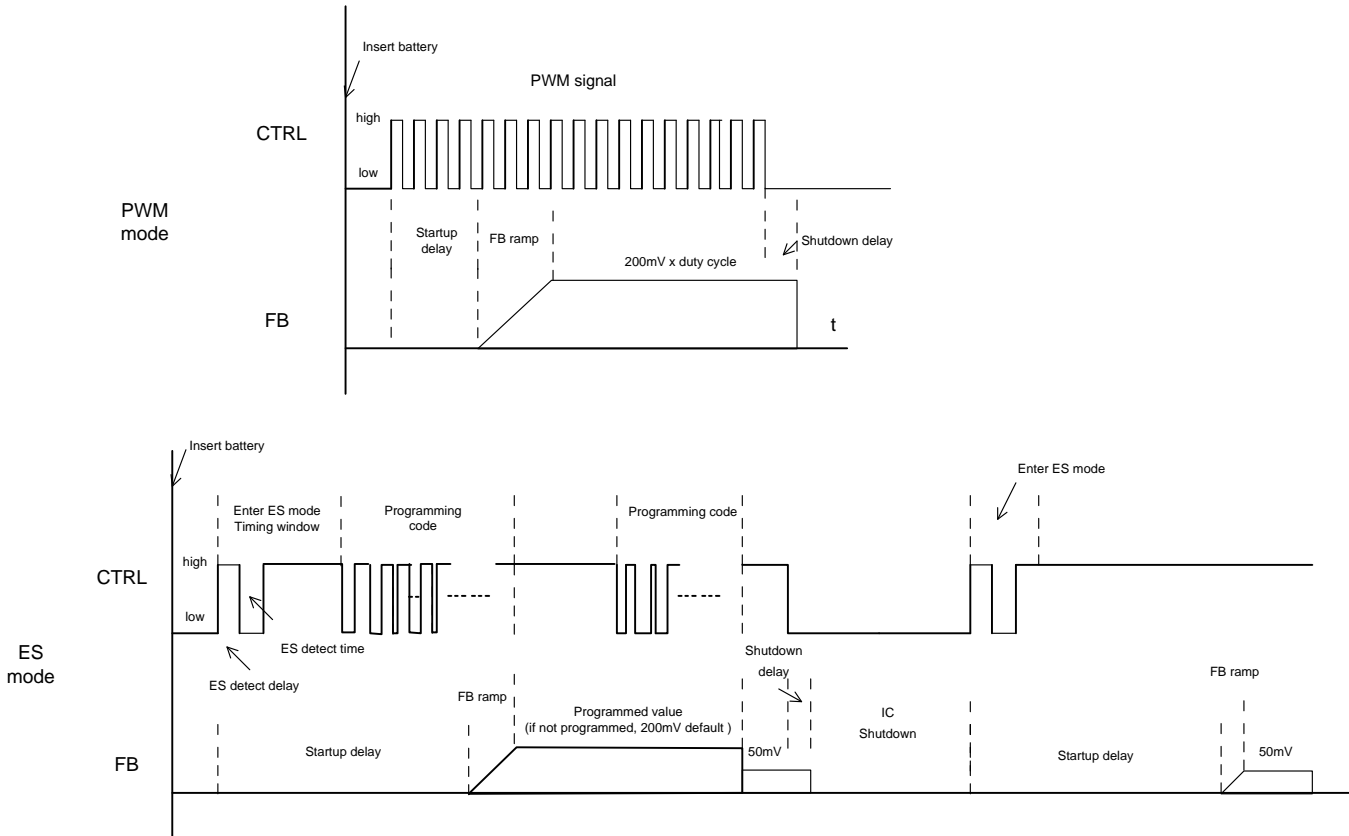 Insert battery
PWM signal
high
CTRL
low
PWM
mode
Startup
delay
FB ramp
Shutdown delay
200mV x duty cycle
FB
t
Insert battery
Enter ES mode
Enter ES mode
Timing window
Programming
code
Programming code
high
CTRL
low
ES detect time
ES
mode
ES detect delay
Shutdown
delay
FB ramp
FB ramp
Programmed value
(if not programmed, 200mV default )
IC
Shutdown
Startup delay
50mV
Startup delay
50mV
FB